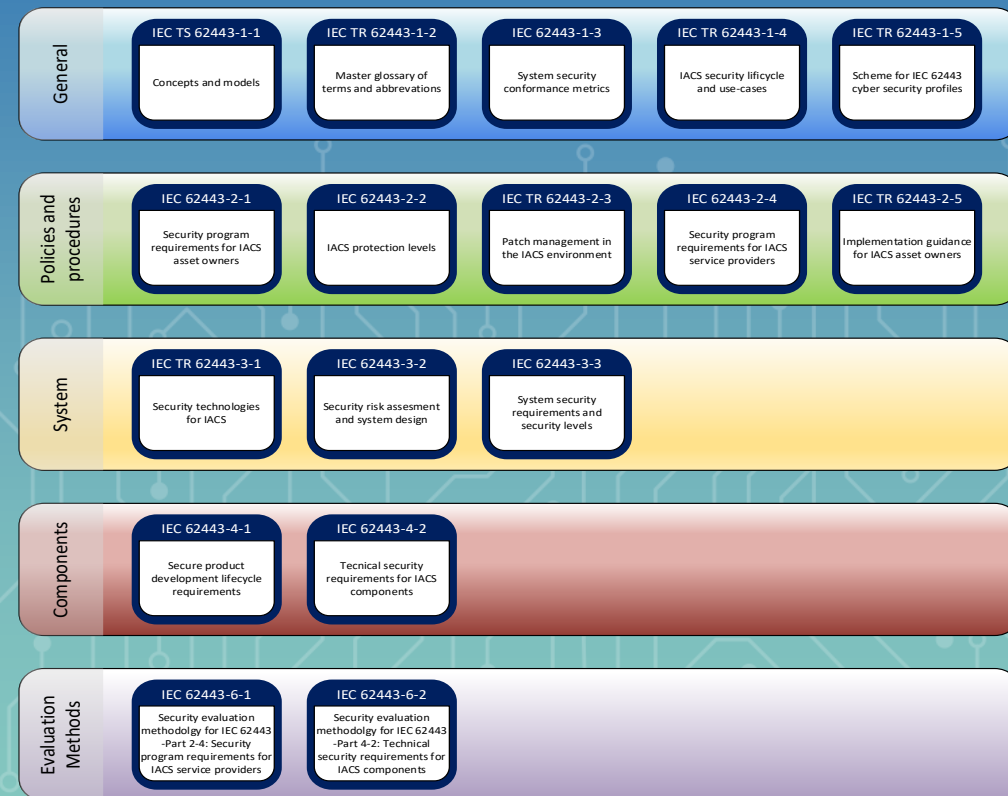 General
IEC TS 62443-1-1
Concepts and models
IEC TR 62443-1-2
Master glossary of
terms and abbrevations
IEC 62443-1-3
System security
conformance metrics
IEC TR 62443-1-4
IACS security lificycle
and use-cases
IEC TR 62443-1-5
Scheme for IEC 62443
cyber security profiles
Policies and
procedures
IEC 62443-2-1
Security program
requirements for IACS
asset owners
IEC 62443-2-2
IACS protection levels
IEC TR 62443-2-3
Patch management in
the IACS environment
IEC 62443-2-4
Security program
requirements for IACS
service providers
IEC TR 62443-2-5
Implementation guidance
for IACS asset owners
System
IEC TR 62443-3-1
Security technologies
for IACS
IEC 62443-3-2
Security risk assesment
and system design
IEC 62443-3-3
System security
requirements and
security levels
Components
IEC 62443-4-1
Secure product
development lifecycle
requirements
IEC 62443-4-2
Tecnical security
requirements for IACS
components
Evaluation
Methods
IEC 62443-6-1
Security evaluation
methodolgy for IEC 62443
-Part 2-4: Security
program requirements for
IACS service providers
IEC 62443-6-2
Security evaluation
methodolgy for IEC 62443
-Part 4-2: Technical
security requirements for
IACS components